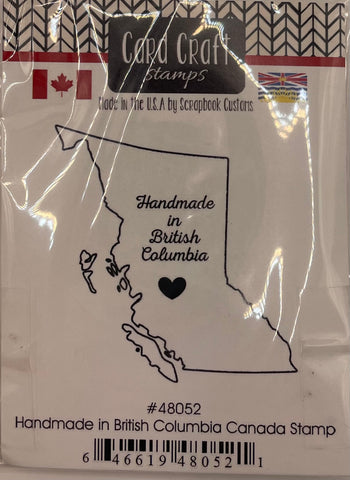 Card Craft
Stamps
Made in the U.S.A by Scrapbook Customs
Handmade
in
British
Columbia
#48052
Handmade in British Columbia Canada Stamp
6 46619 48052 1